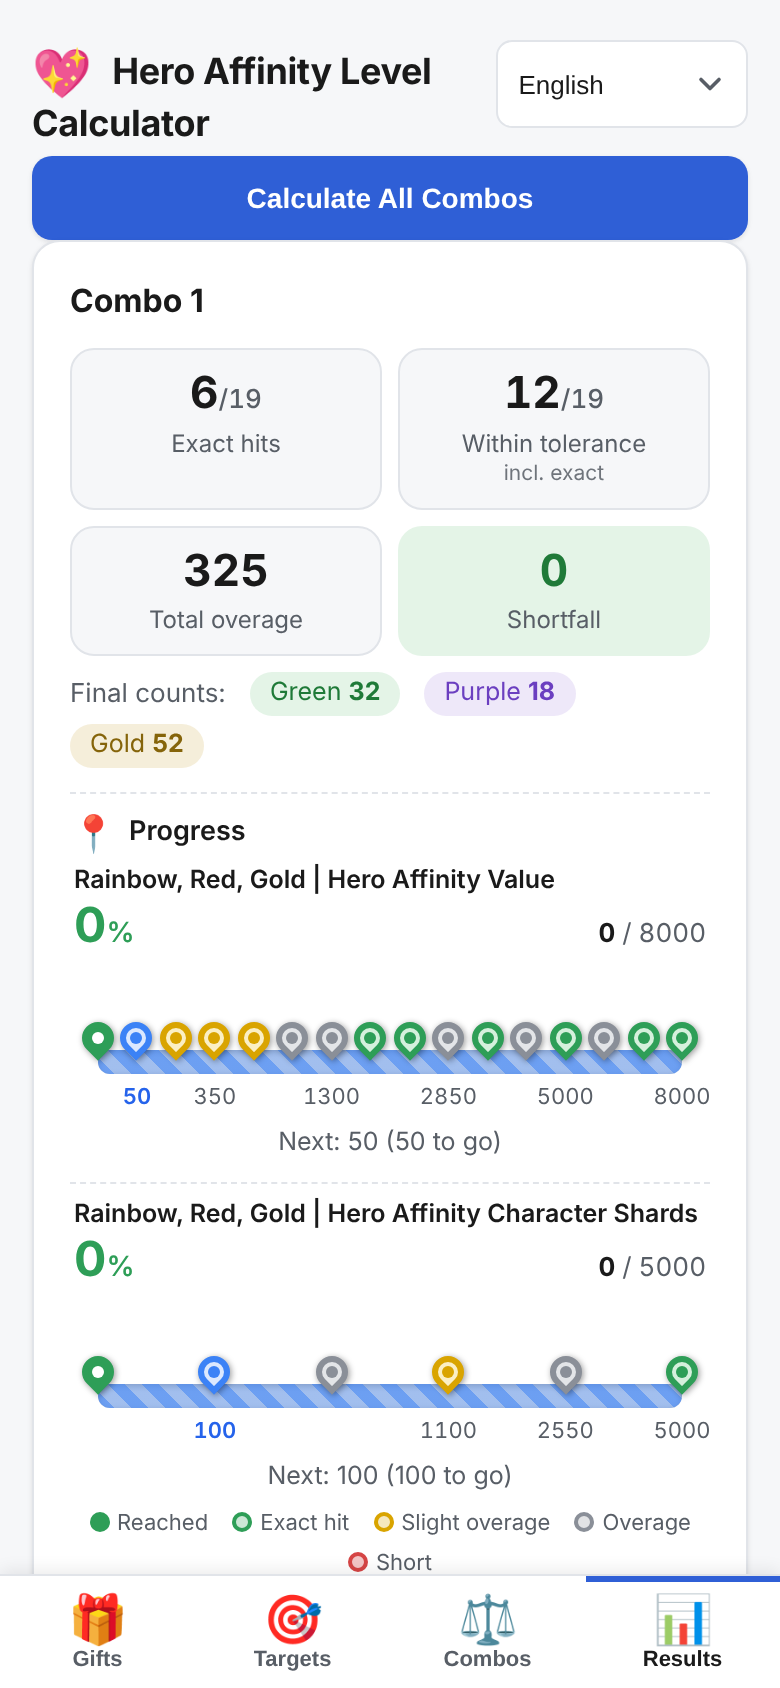 Hero Affinity Level
Calculator
English
Calculate All Combos
Combo 1
6/19
Exact hits
12/19
Within tolerance
incl. exact
325
Total overage
0
Shortfall
Final counts: Green 32 Purple 18
Gold 52
Progress
Rainbow, Red, Gold | Hero Affinity Value
0% 0 / 8000
50 350 1300 2850 5000 8000
Next: 50 (50 to go)
Rainbow, Red, Gold | Hero Affinity Character Shards
0% 0 / 5000
100 1100 2550 5000
Next: 100 (100 to go)
Reached Exact hit Slight overage Overage
Short
Gifts Targets Combos Results